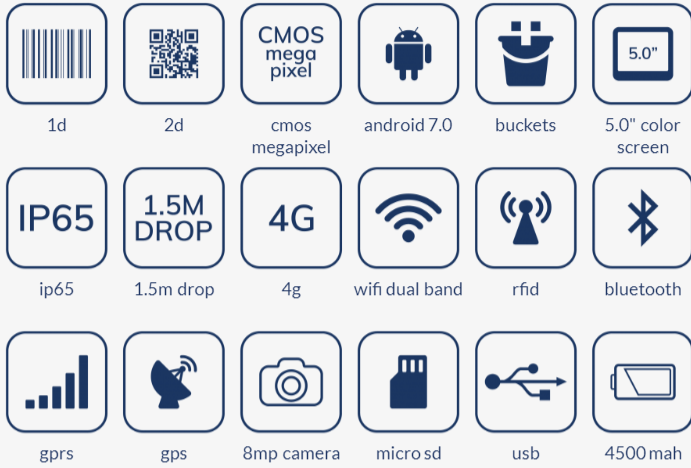 CMOS
mega
pixel
5.0"
1d
2d
cmos
megapixel
android 7.0
buckets
5.0" color
screen
IP65
1.5M
DROP
4G
ip65
1.5m drop
4g
wifi dual band
rfid
bluetooth
gprs
gps
8mp camera
micro sd
usb
4500 mah